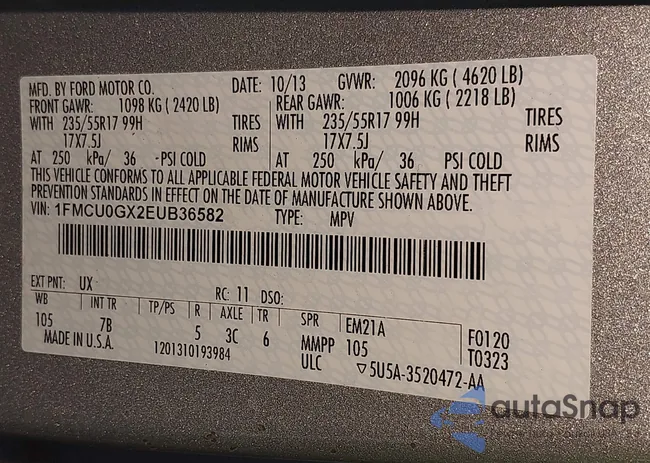 MFD. BY FORD MOTOR CO. DATE: 10/13 GVWR: 2096 KG ( 4620 LB)
FRONT GAWR: 1098 KG ( 2420 LB) REAR GAWR: 1006 KG ( 2218 LB)
WITH 235/55R17 99H TIRES WITH 235/55R17 99H TIRES
17X7.5J RIMS 17X7.5J RIMS
AT 250 kPa/ 36 PSI COLD AT 250 kPa/ 36 PSI COLD
THIS VEHICLE CONFORMS TO ALL APPLICABLE FEDERAL MOTOR VEHICLE SAFETY AND THEFT
PREVENTION STANDARDS IN EFFECT ON THE DATE OF MANUFACTURE SHOWN ABOVE.
VIN: 1FMCU0GX2EUB36582 TYPE: MPV
EXT PNT: UX RC: 11 DSO:
WB INT TR TP/PS R AXLE TR SPR EM21A F0120
105 7B 5 3C 6 MMPP 105 T0323
MADE IN U.S.A. 1201310193984 ULC ▽5U5A-3520472-AA
autoSnap